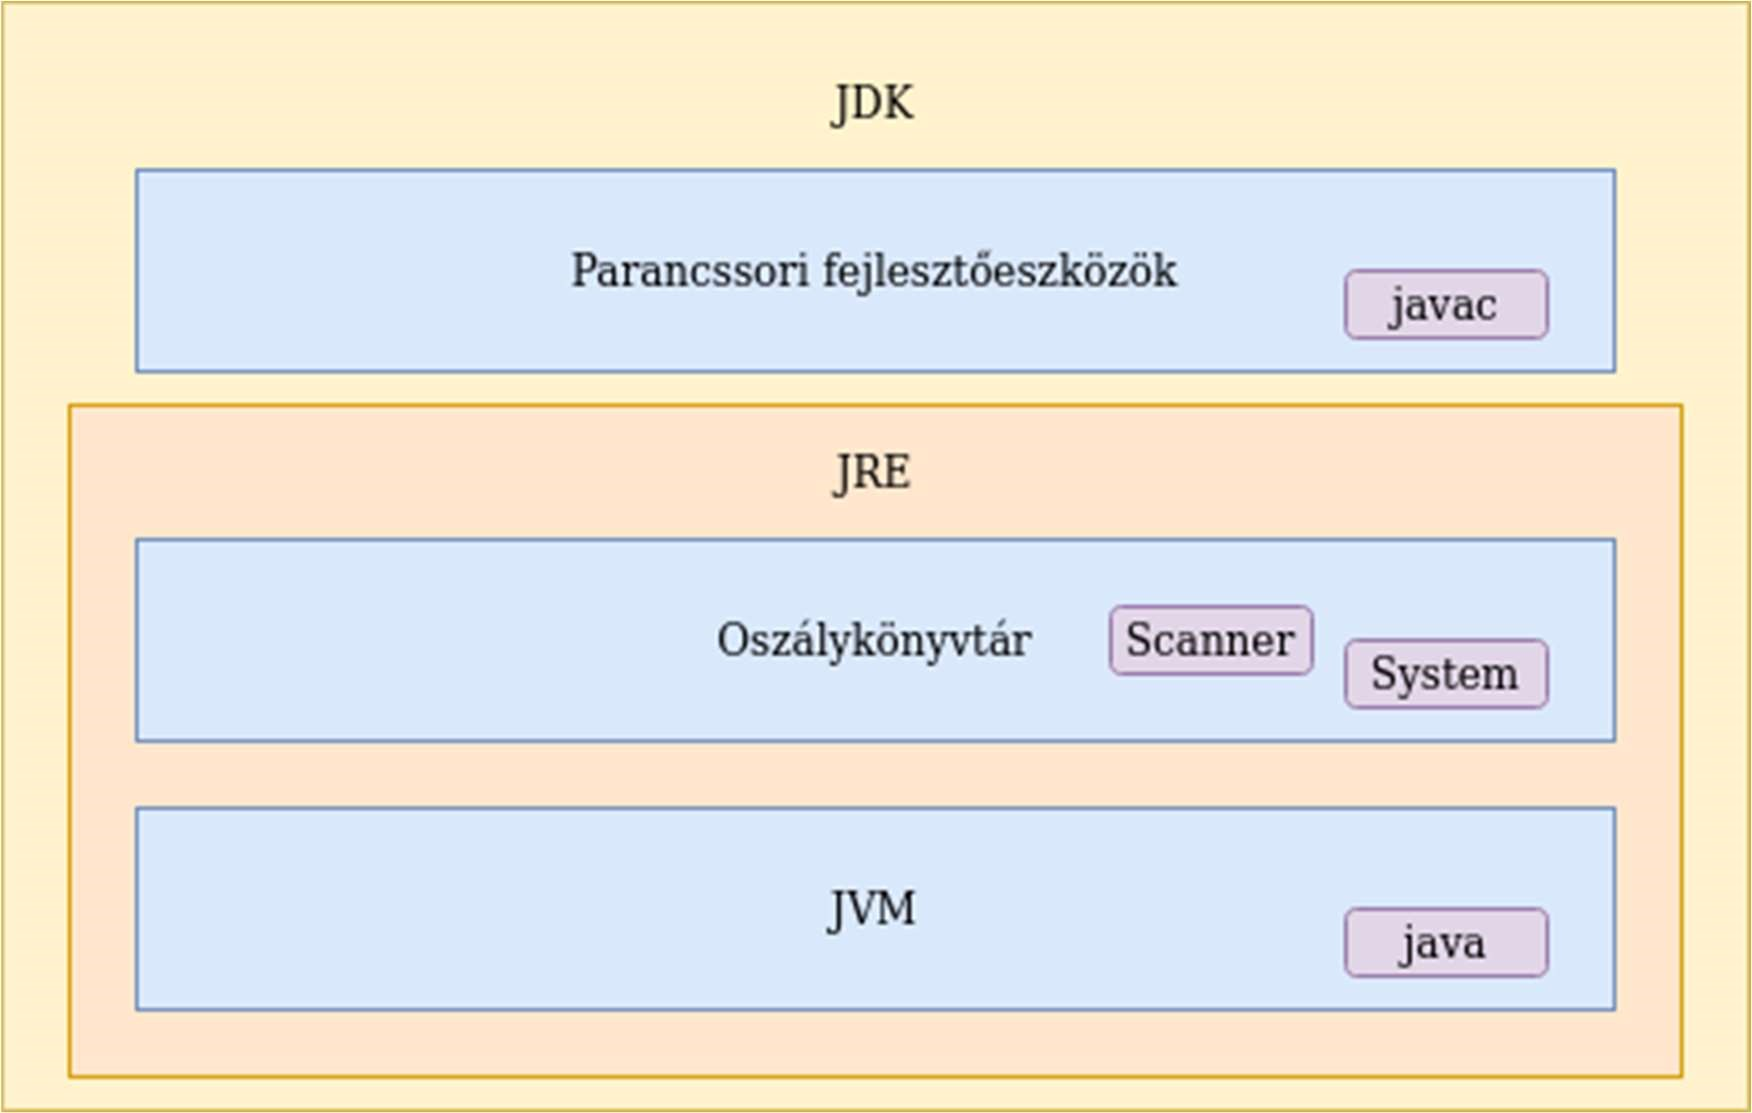 JDK
Parancssori fejlesztőeszközök
javac
JRE
Oszálykönyvtár
Scanner
System
JVM
java